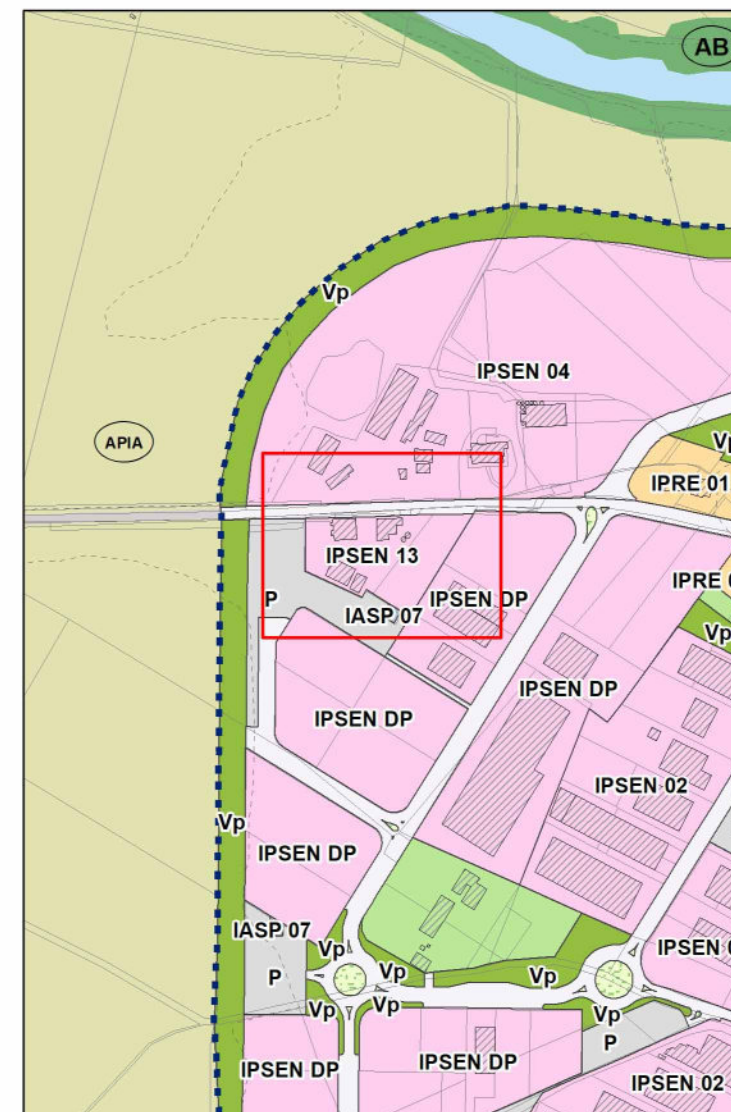 AB
Vp
IPSEN 04
APIA
Vp
IPRE 01
IPSEN 13
IPRE
P
IASP 07
IPSEN DP
Vp
IPSEN DP
IPSEN DP
IPSEN 02
Vp
IPSEN DP
IASP 07
Vp
IPSEN
P
Vp
Vp
Vp
Vp
Vp
P
IPSEN DP
IPSEN DP
IPSEN 02